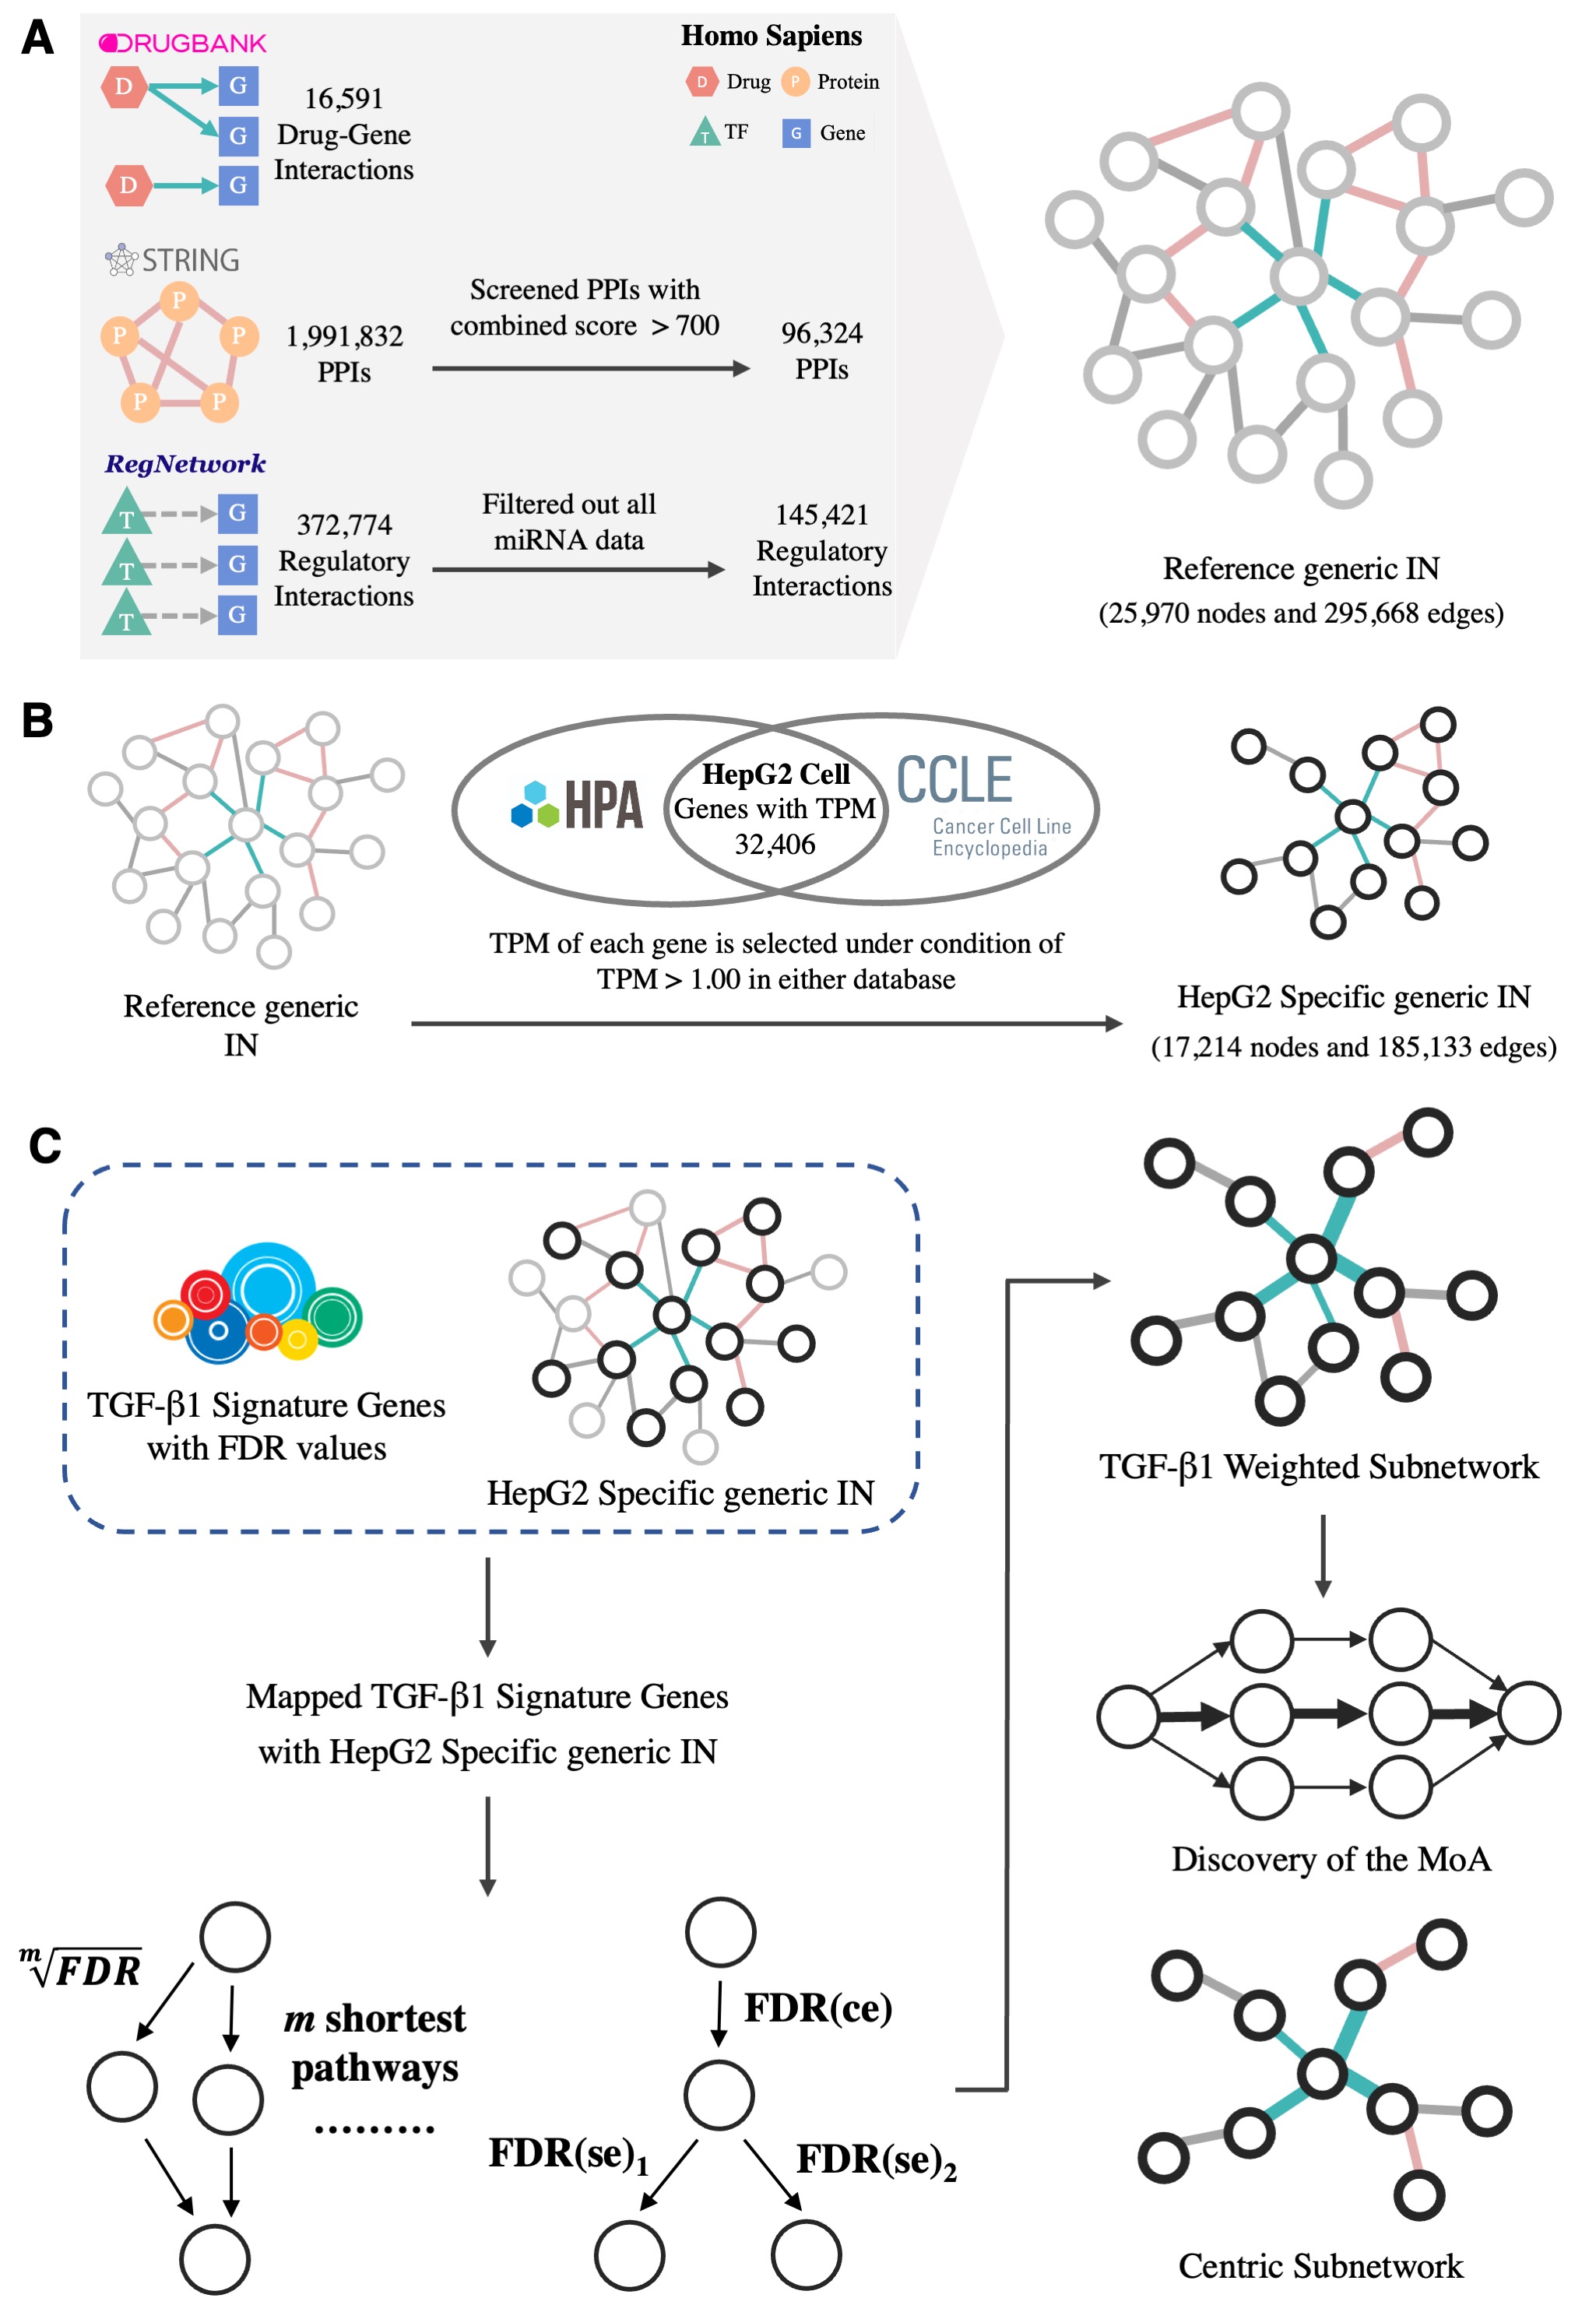 A
DRUGBANK
D
G
G
D
G
16,591
Drug-Gene
Interactions
Homo Sapiens
D Drug P Protein
T TF G Gene
STRING
P
P
P
P
P
1,991,832
PPIs
Screened PPIs with
combined score > 700
96,324
PPIs
RegNetwork
T G
T G
T G
372,774
Regulatory
Interactions
Filtered out all
miRNA data
145,421
Regulatory
Interactions
Reference generic IN
(25,970 nodes and 295,668 edges)
B
Reference generic
IN
HPA
HepG2 Cell
Genes with TPM
32,406
CCLE
Cancer Cell Line
Encyclopedia
TPM of each gene is selected under condition of
TPM > 1.00 in either database
HepG2 Specific generic IN
(17,214 nodes and 185,133 edges)
C
TGF-β1 Signature Genes
with FDR values
HepG2 Specific generic IN
Mapped TGF-β1 Signature Genes
with HepG2 Specific generic IN
m√FDR
m shortest
pathways
.........
FDR(ce)
FDR(se)1
FDR(se)2
TGF-β1 Weighted Subnetwork
Discovery of the MoA
Centric Subnetwork